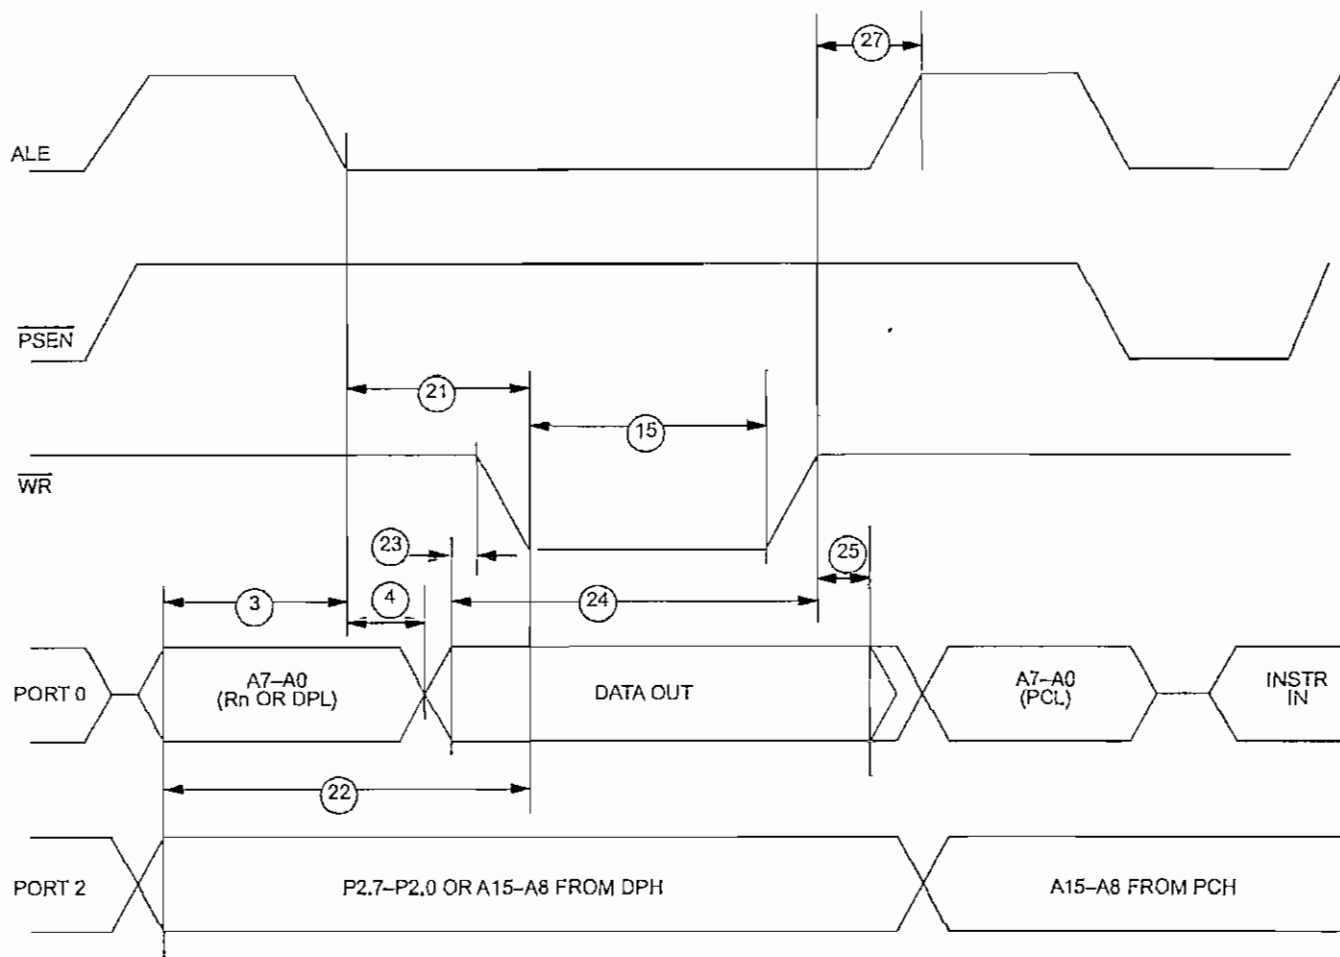 27
ALE
PSEN
21
15
WR
23
25
3
4
24
PORT 0
A7–A0
(Rn OR DPL)
DATA OUT
A7–A0
(PCL)
INSTR
IN
22
PORT 2
P2.7–P2.0 OR A15–A8 FROM DPH
A15–A8 FROM PCH